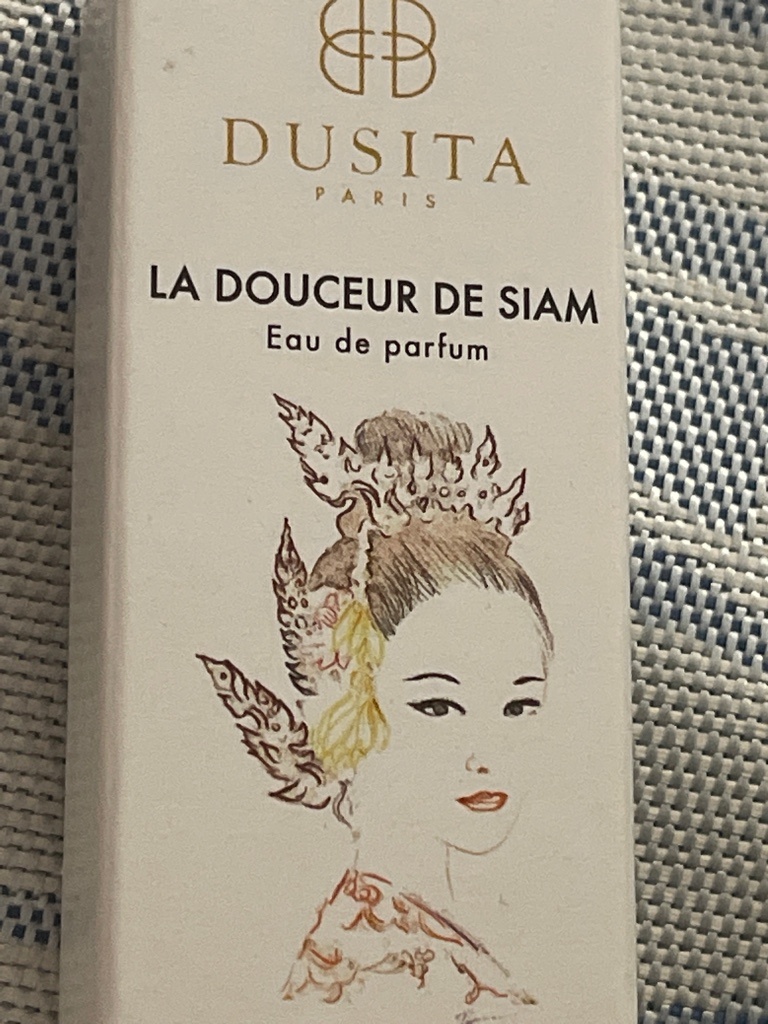 DUSITA
PARIS
LA DOUCEUR DE SIAM
Eau de parfum